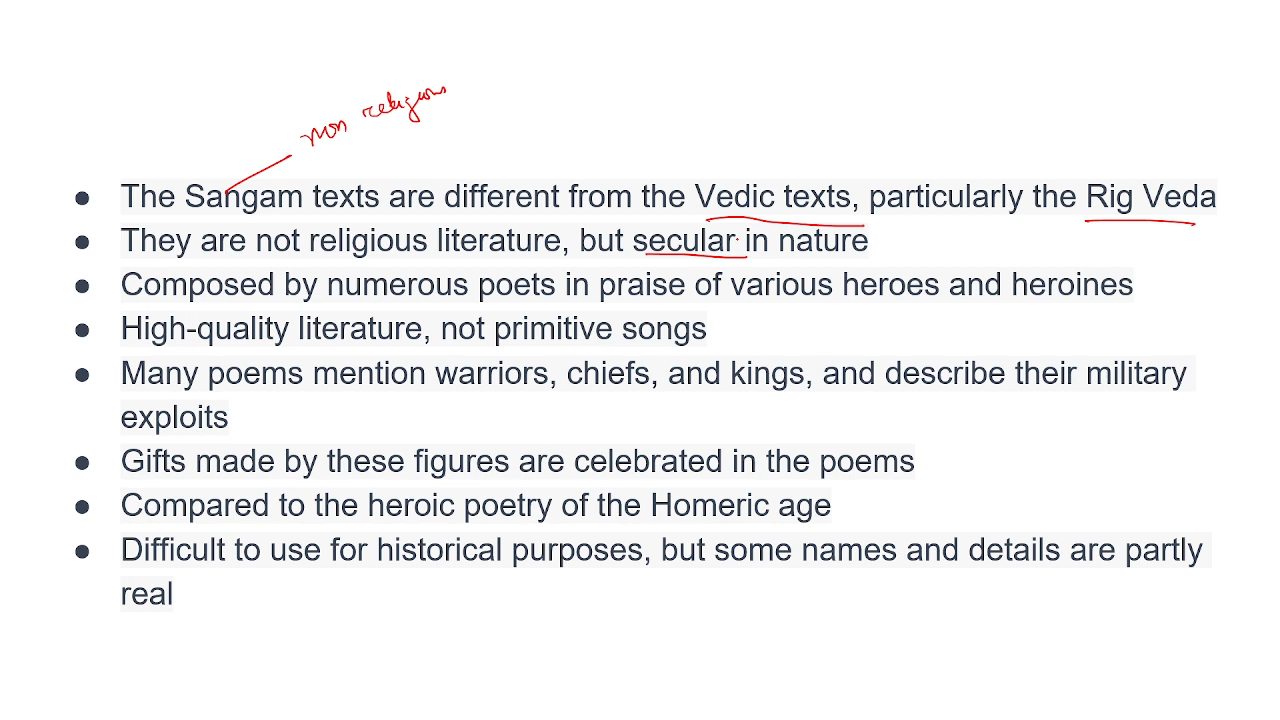 non religious
● The Sangam texts are different from the Vedic texts, particularly the Rig Veda
● They are not religious literature, but secular in nature
● Composed by numerous poets in praise of various heroes and heroines
● High-quality literature, not primitive songs
● Many poems mention warriors, chiefs, and kings, and describe their military
exploits
● Gifts made by these figures are celebrated in the poems
● Compared to the heroic poetry of the Homeric age
● Difficult to use for historical purposes, but some names and details are partly
real